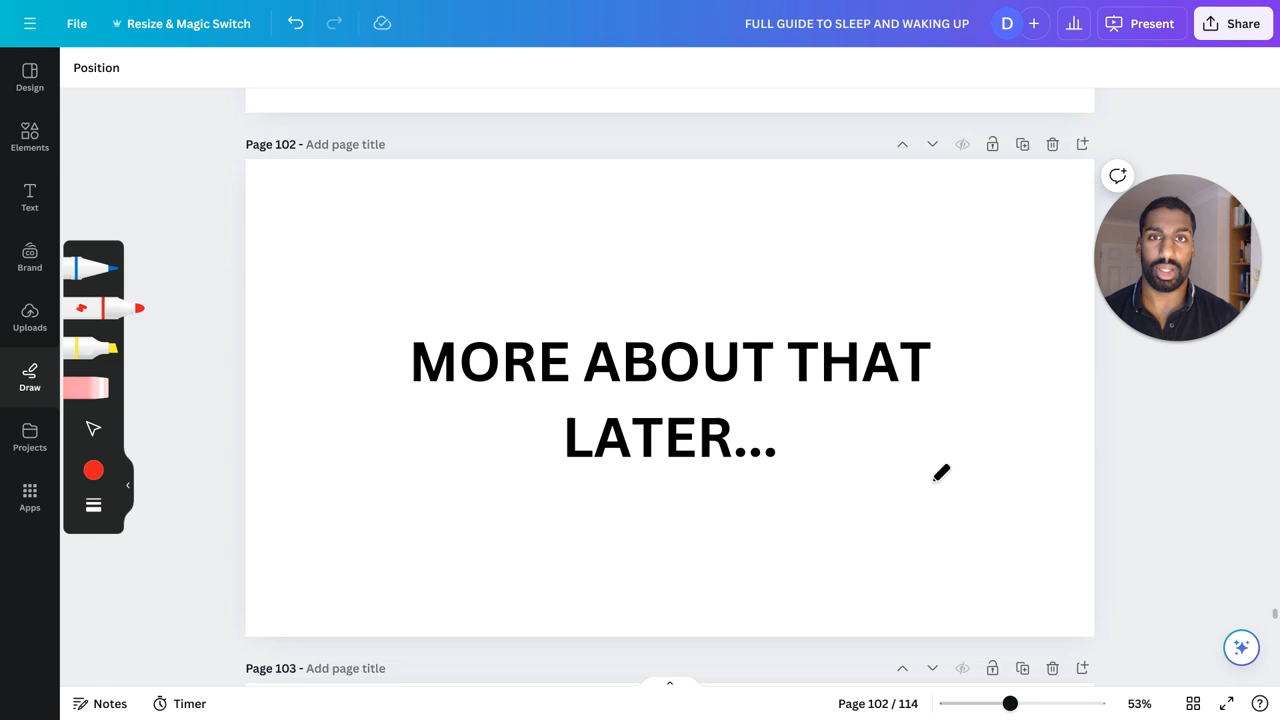 File
Resize & Magic Switch
FULL GUIDE TO SLEEP AND WAKING UP
D
Present
Share
Position
Design
Elements
Text
Brand
Uploads
Draw
Projects
Apps
Page 102 - Add page title
MORE ABOUT THAT
LATER...
Page 103 - Add page title
Notes
Timer
Page 102 / 114
53%